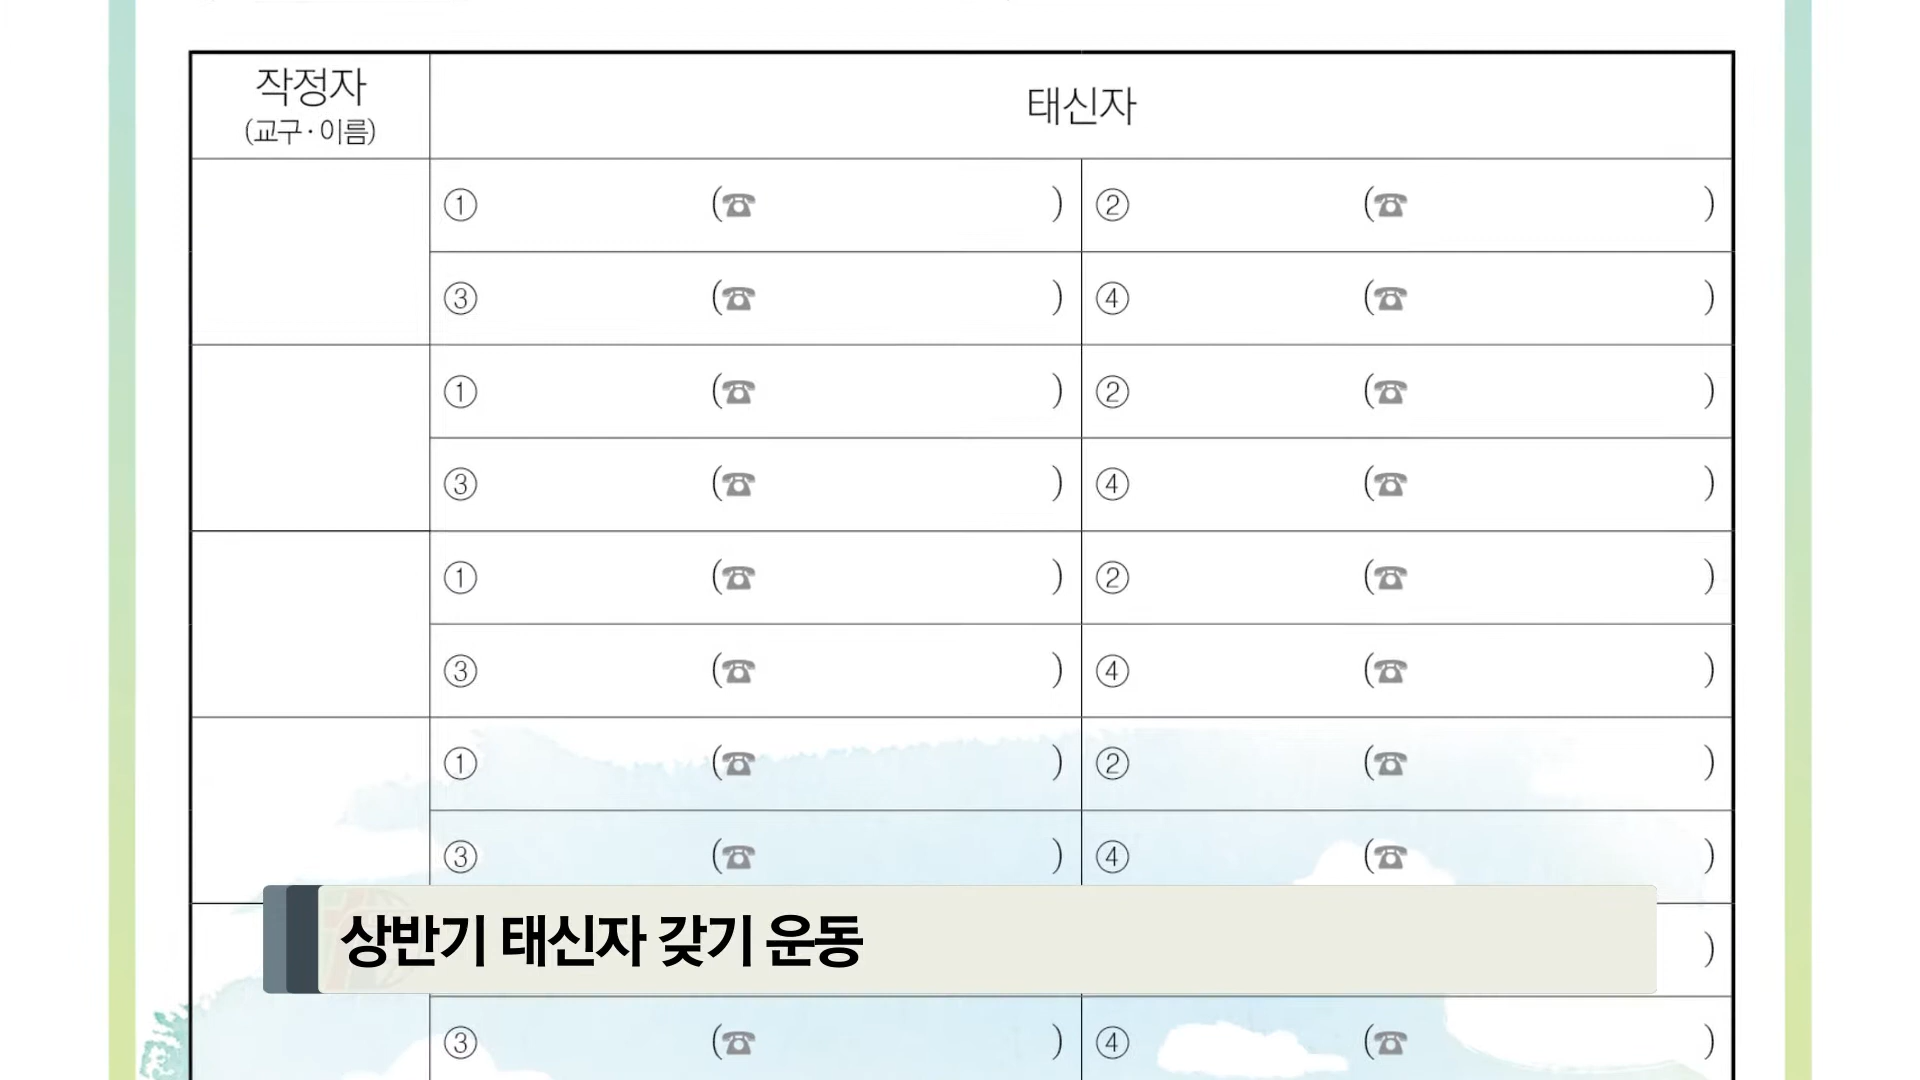 작정자
(교구·이름)
태신자
① (☎ ) ② (☎ )
③ (☎ ) ④ (☎ )
① (☎ ) ② (☎ )
③ (☎ ) ④ (☎ )
① (☎ ) ② (☎ )
③ (☎ ) ④ (☎ )
① (☎ ) ② (☎ )
③ (☎ ) ④ (☎ )
)
상반기 태신자 갖기 운동
③ (☎ ) ④ (☎ )